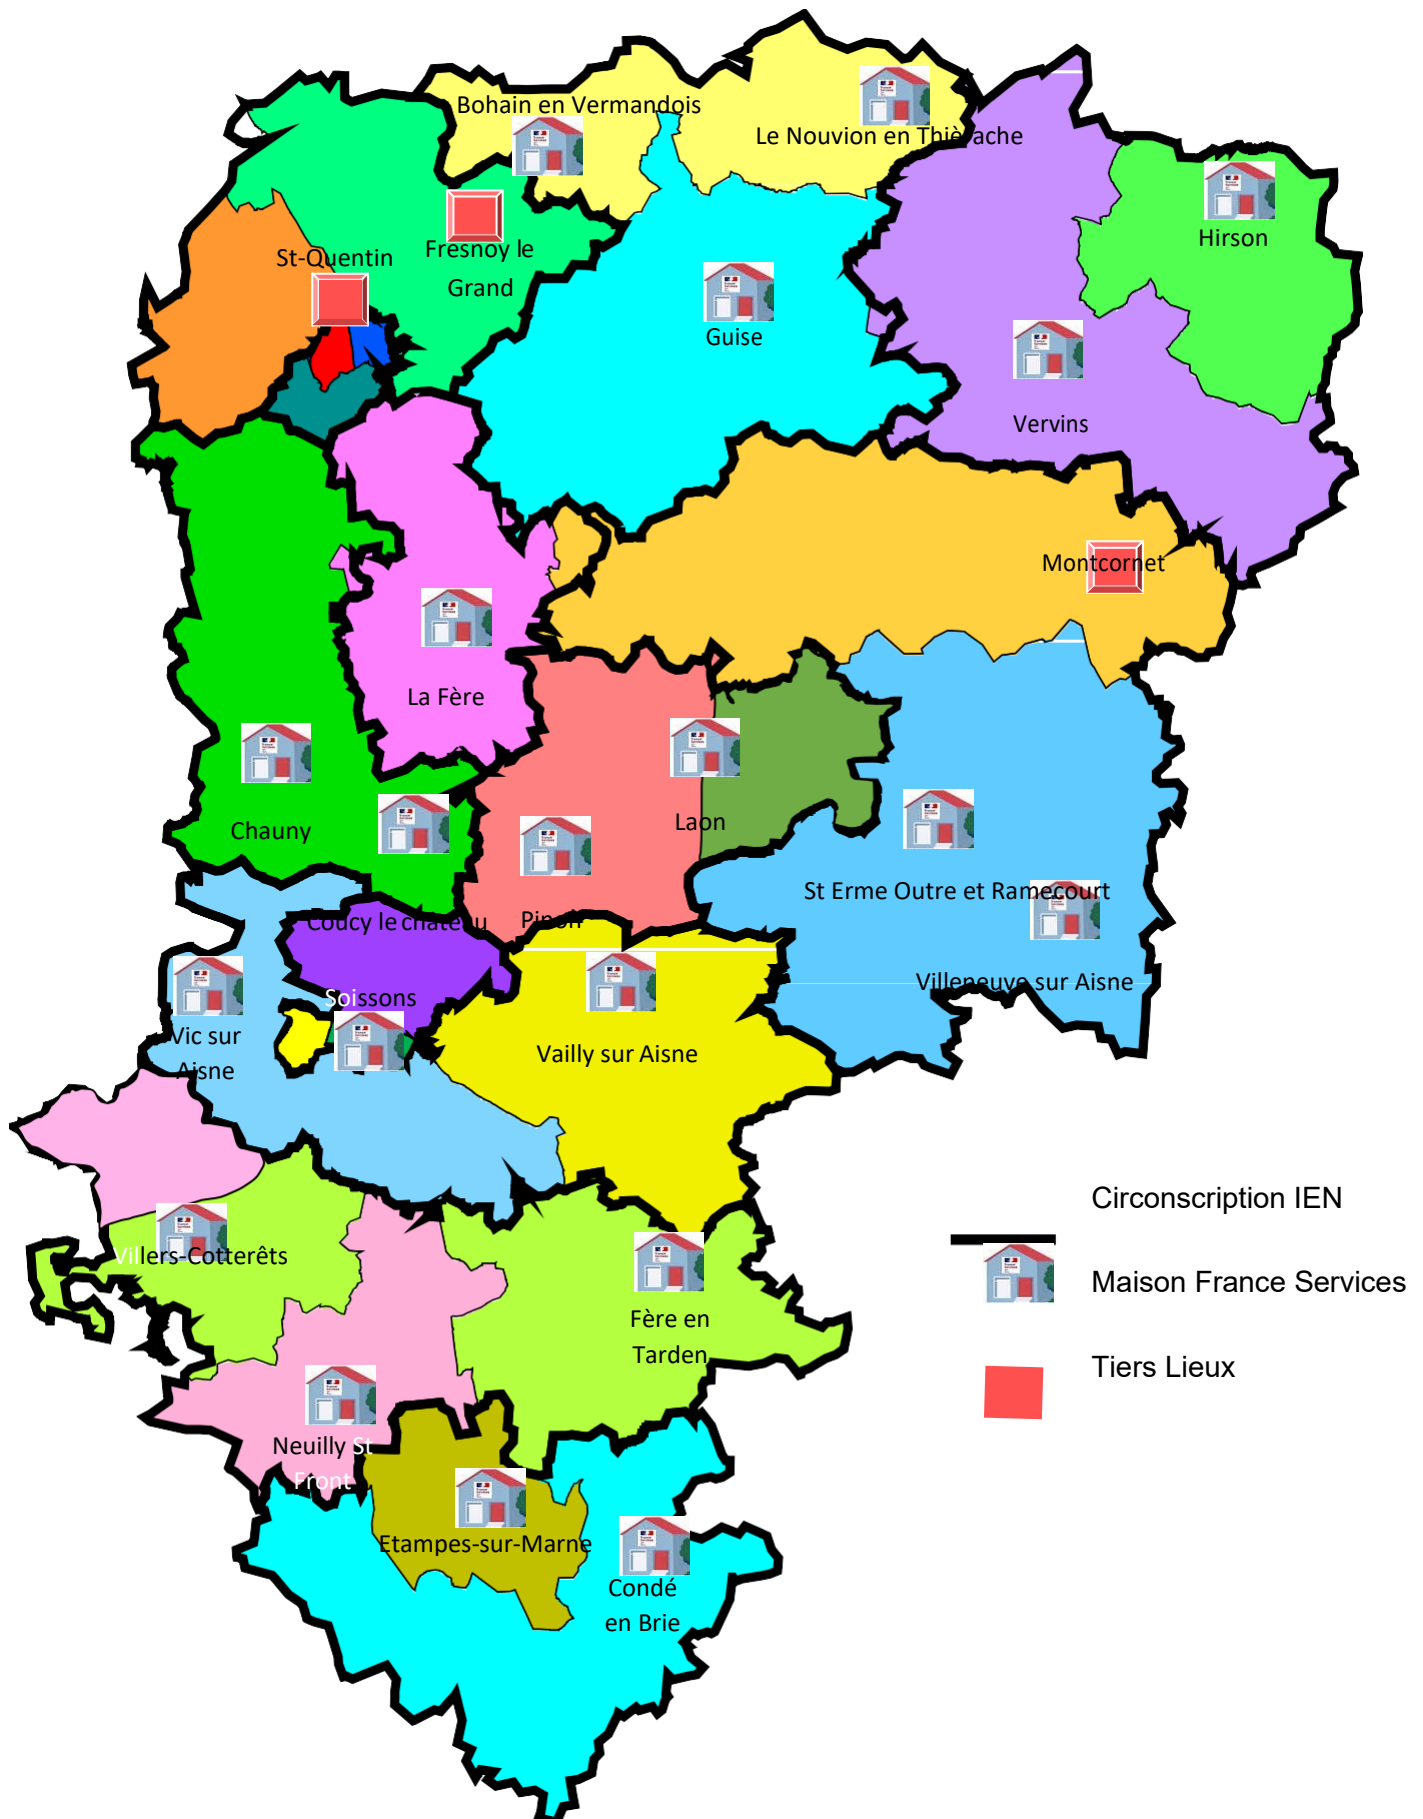 Bohain en Vermandois
Le Nouvion en Thièrache
Hirson
St-Quentin
Fresnoy le
Grand
Guise
Vervins
Montcornet
La Fère
Chauny
Laon
St Erme Outre et Ramecourt
Coucy le château
Pinon
Villeneuve sur Aisne
Soissons
Vic sur
Aisne
Vailly sur Aisne
Circonscription IEN
Villers-Cotterêts
Maison France Services
Fère en
Tarden
Tiers Lieux
Neuilly St
Front
Etampes-sur-Marne
Condé
en Brie